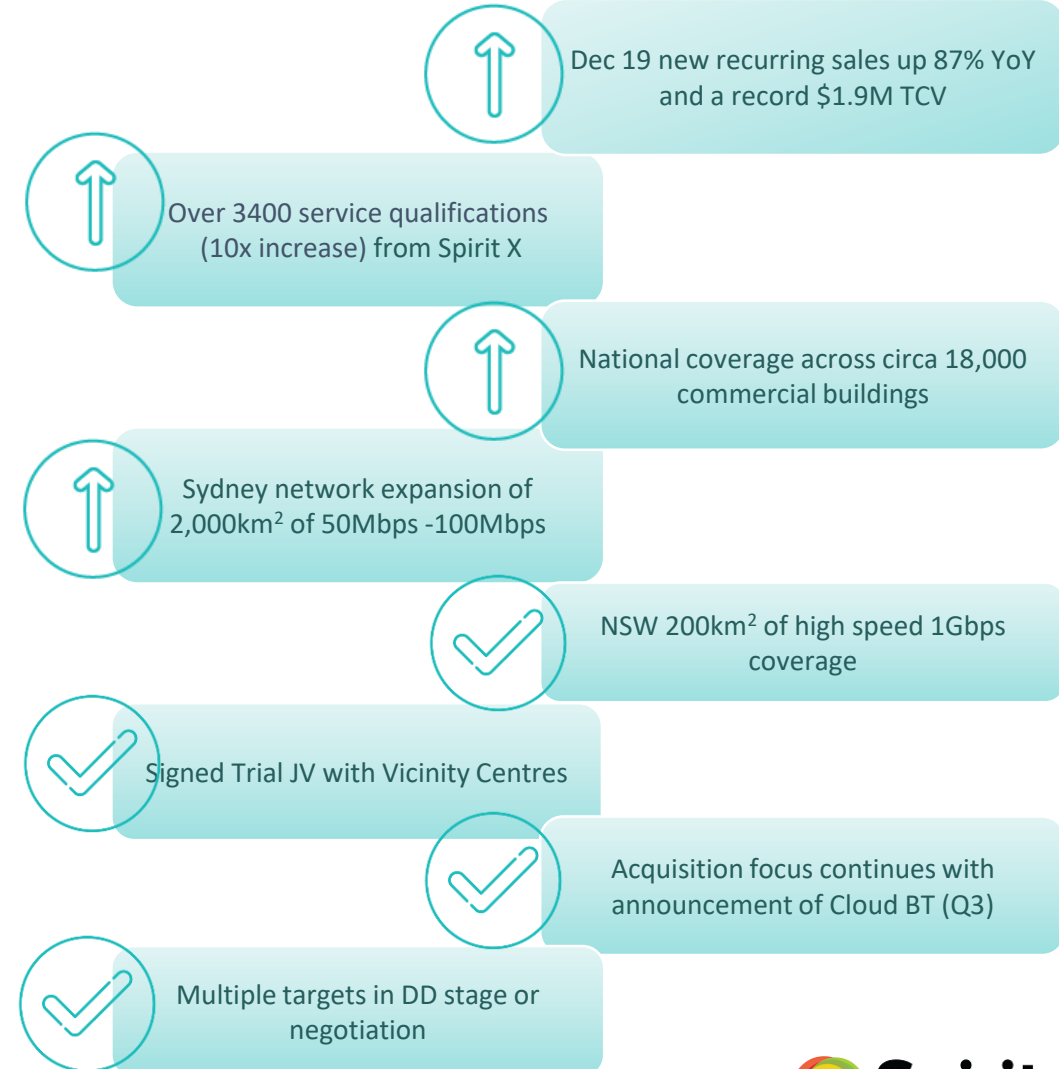 Dec 19 new recurring sales up 87% YoY
and a record $1.9M TCV
Over 3400 service qualifications
(10x increase) from Spirit X
National coverage across circa 18,000
commercial buildings
Sydney network expansion of
2,000km² of 50Mbps -100Mbps
NSW 200km² of high speed 1Gbps
coverage
Signed Trial JV with Vicinity Centres
Acquisition focus continues with
announcement of Cloud BT (Q3)
Multiple targets in DD stage or
negotiation
Spirit